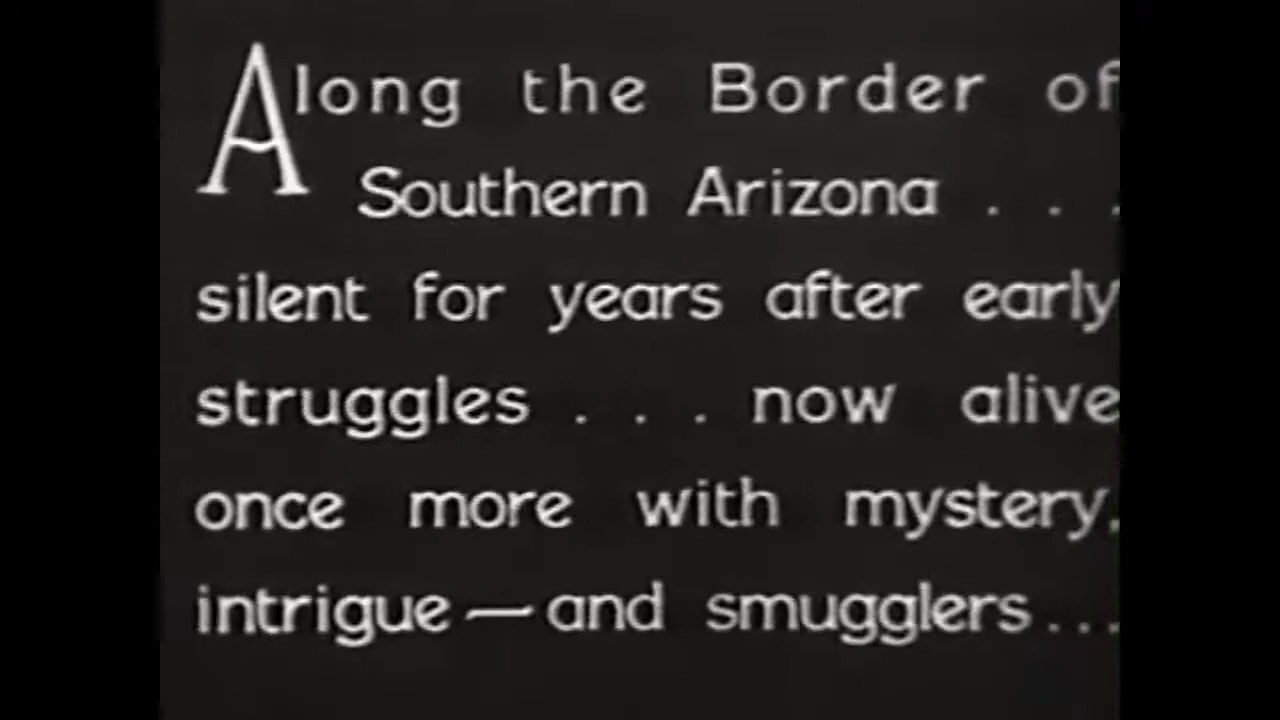 Along the Border of
Southern Arizona . . .
silent for years after early
struggles . . . now alive
once more with mystery,
intrigue — and smugglers...